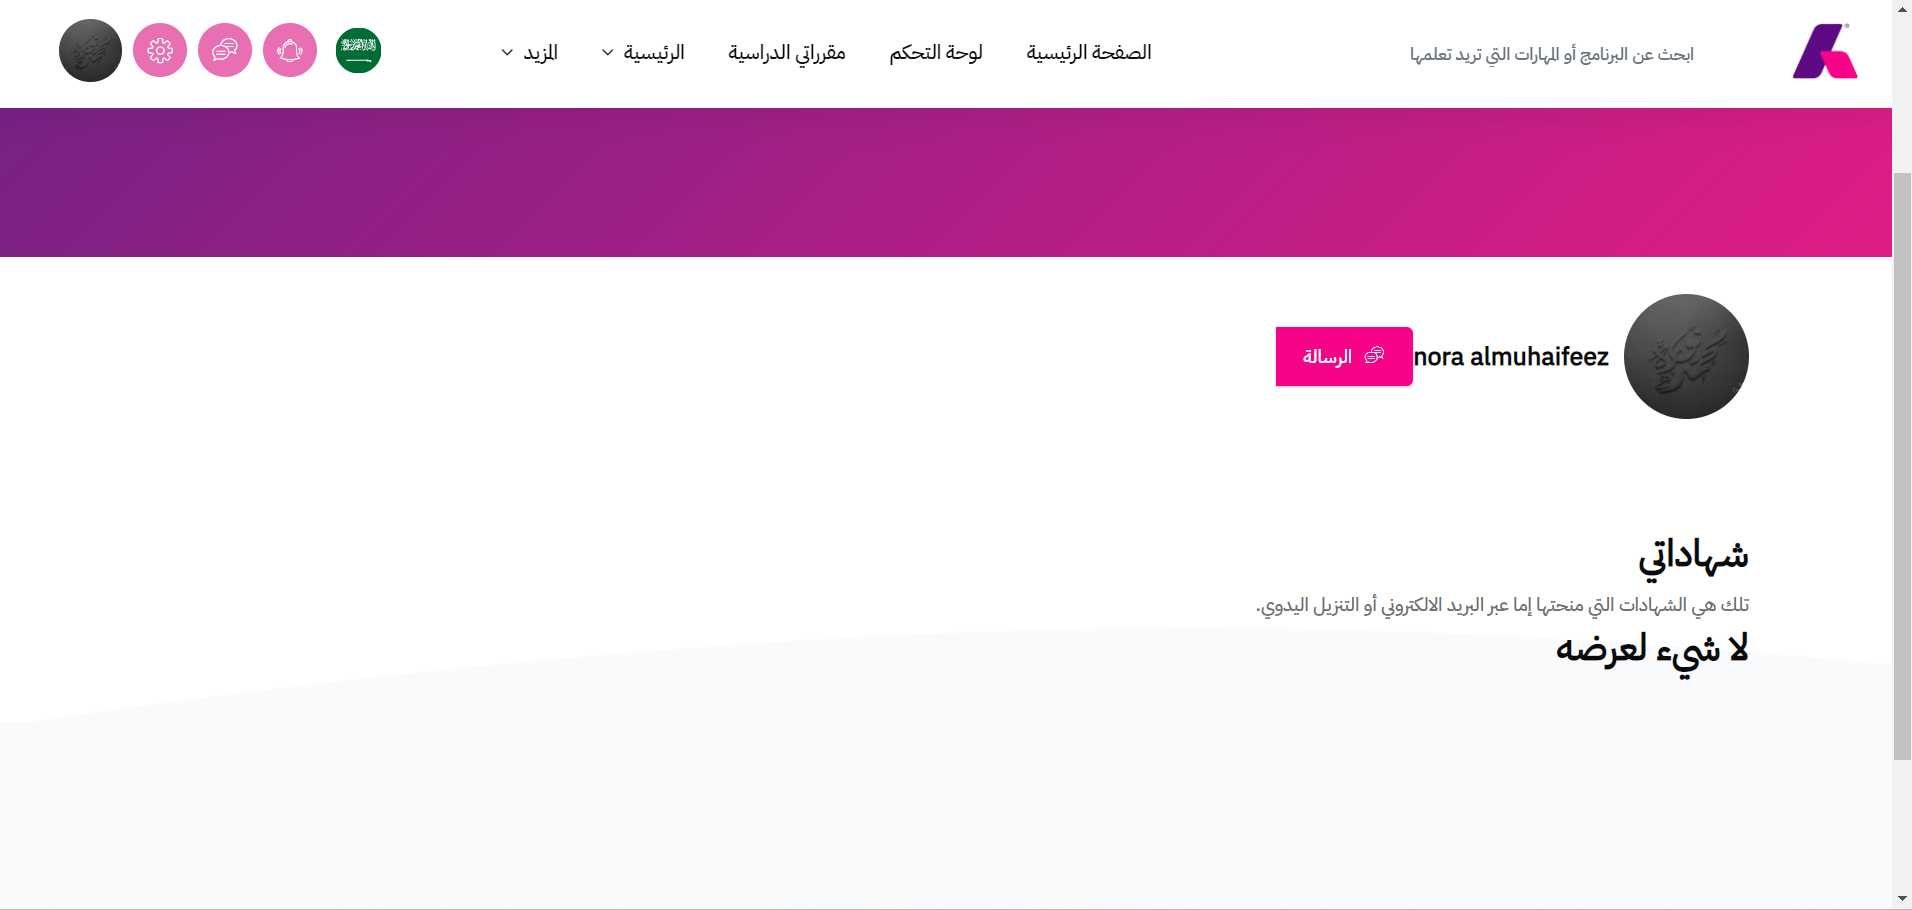 ابحث عن البرنامج أو المهارات التي تريد تعلمها
الصفحة الرئيسية
لوحة التحكم
مقرراتي الدراسية
الرئيسية
المزيد
nora almuhaifeez
الرسالة
شهاداتي
تلك هي الشهادات التي منحتها إما عبر البريد الالكتروني أو التنزيل اليدوي.
لا شيء لعرضه